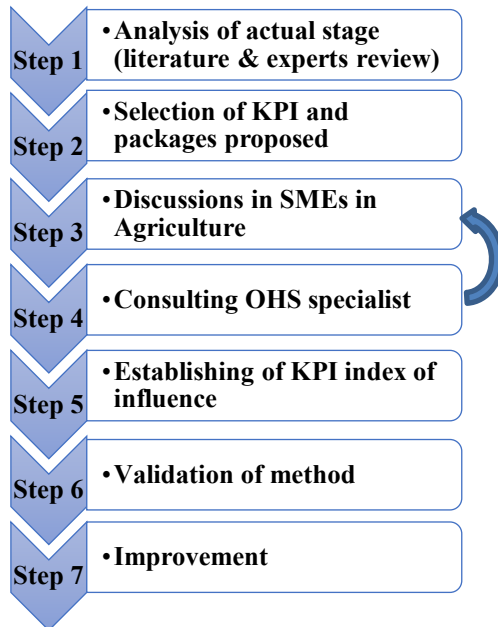 Step 1
•Analysis of actual stage
(literature & experts review)
Step 2
•Selection of KPI and
packages proposed
Step 3
•Discussions in SMEs in
Agriculture
Step 4
•Consulting OHS specialist
Step 5
•Establishing of KPI index of
influence
Step 6
•Validation of method
Step 7
•Improvement